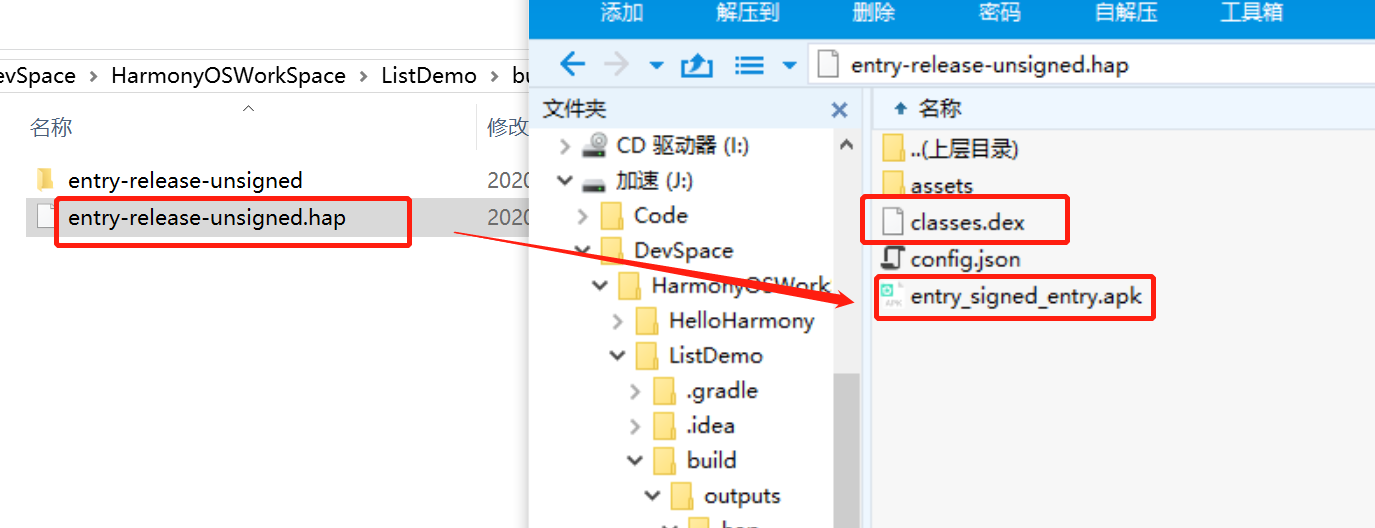 evSpace > HarmonyOSWorkSpace > ListDemo >
名称
修改
entry-release-unsigned
2020
entry-release-unsigned.hap
2020
添加 解压到 删除 密码 自解压 工具箱
entry-release-unsigned.hap
文件夹
CD 驱动器 (I:)
加速 (J:)
Code
DevSpace
HarmonyOSWork
HelloHarmony
ListDemo
.gradle
.idea
build
outputs
名称
..(上层目录)
assets
classes.dex
config.json
APK
entry_signed_entry.apk